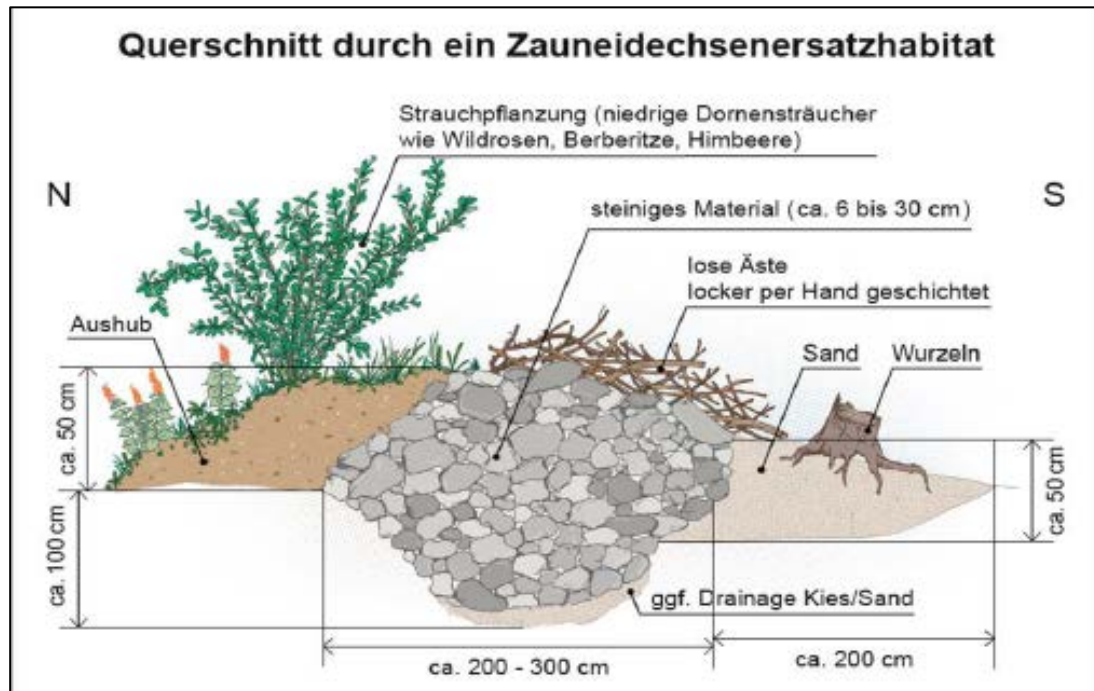 Querschnitt durch ein Zauneidechsenersatzhabitat
Strauchpflanzung (niedrige Dornensträucher
wie Wildrosen, Berberitze, Himbeere)
N
S
steiniges Material (ca. 6 bis 30 cm)
lose Äste
locker per Hand geschichtet
Aushub
Sand
Wurzeln
ca. 50 cm
ca. 50 cm
ca. 100 cm
ggf. Drainage Kies/Sand
ca. 200 - 300 cm
ca. 200 cm